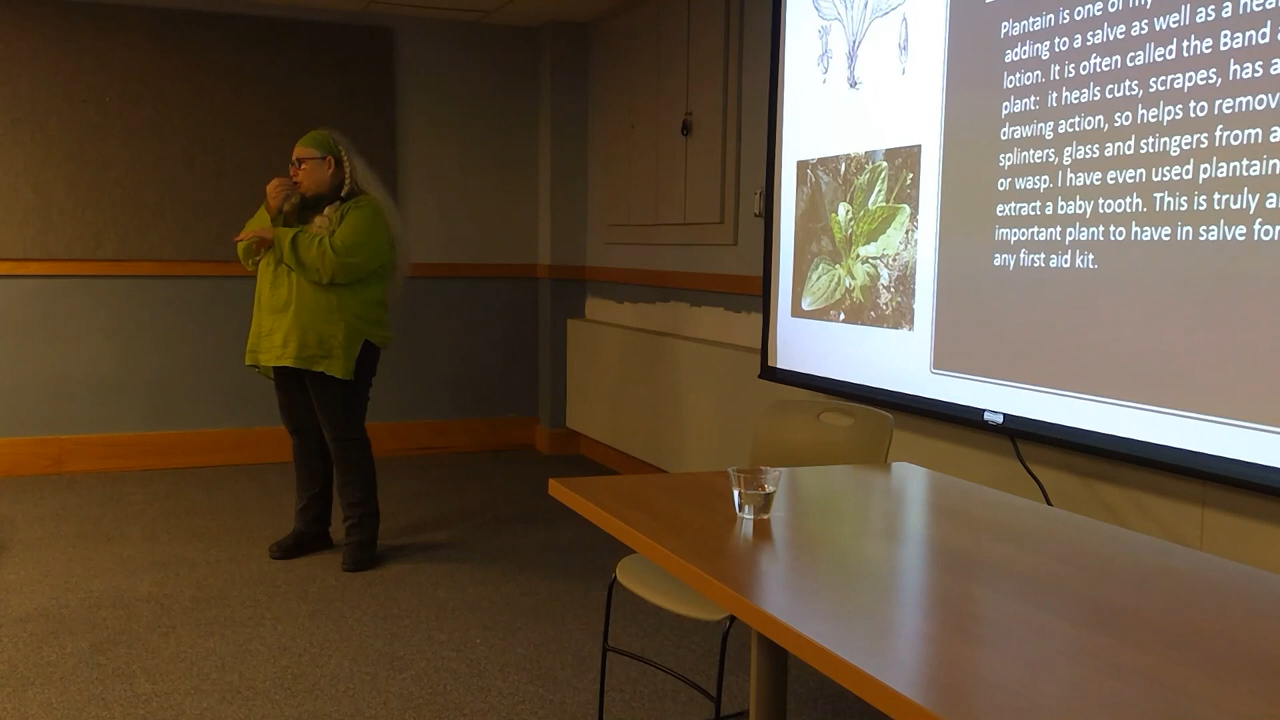 Plantain is one of my
adding to a salve as well as a
lotion. It is often called the Band
plant: it heals cuts, scrapes, has a
drawing action, so helps to remov
splinters, glass and stingers from a
or wasp. I have even used plantain
extract a baby tooth. This is truly a
important plant to have in salve for
any first aid kit.